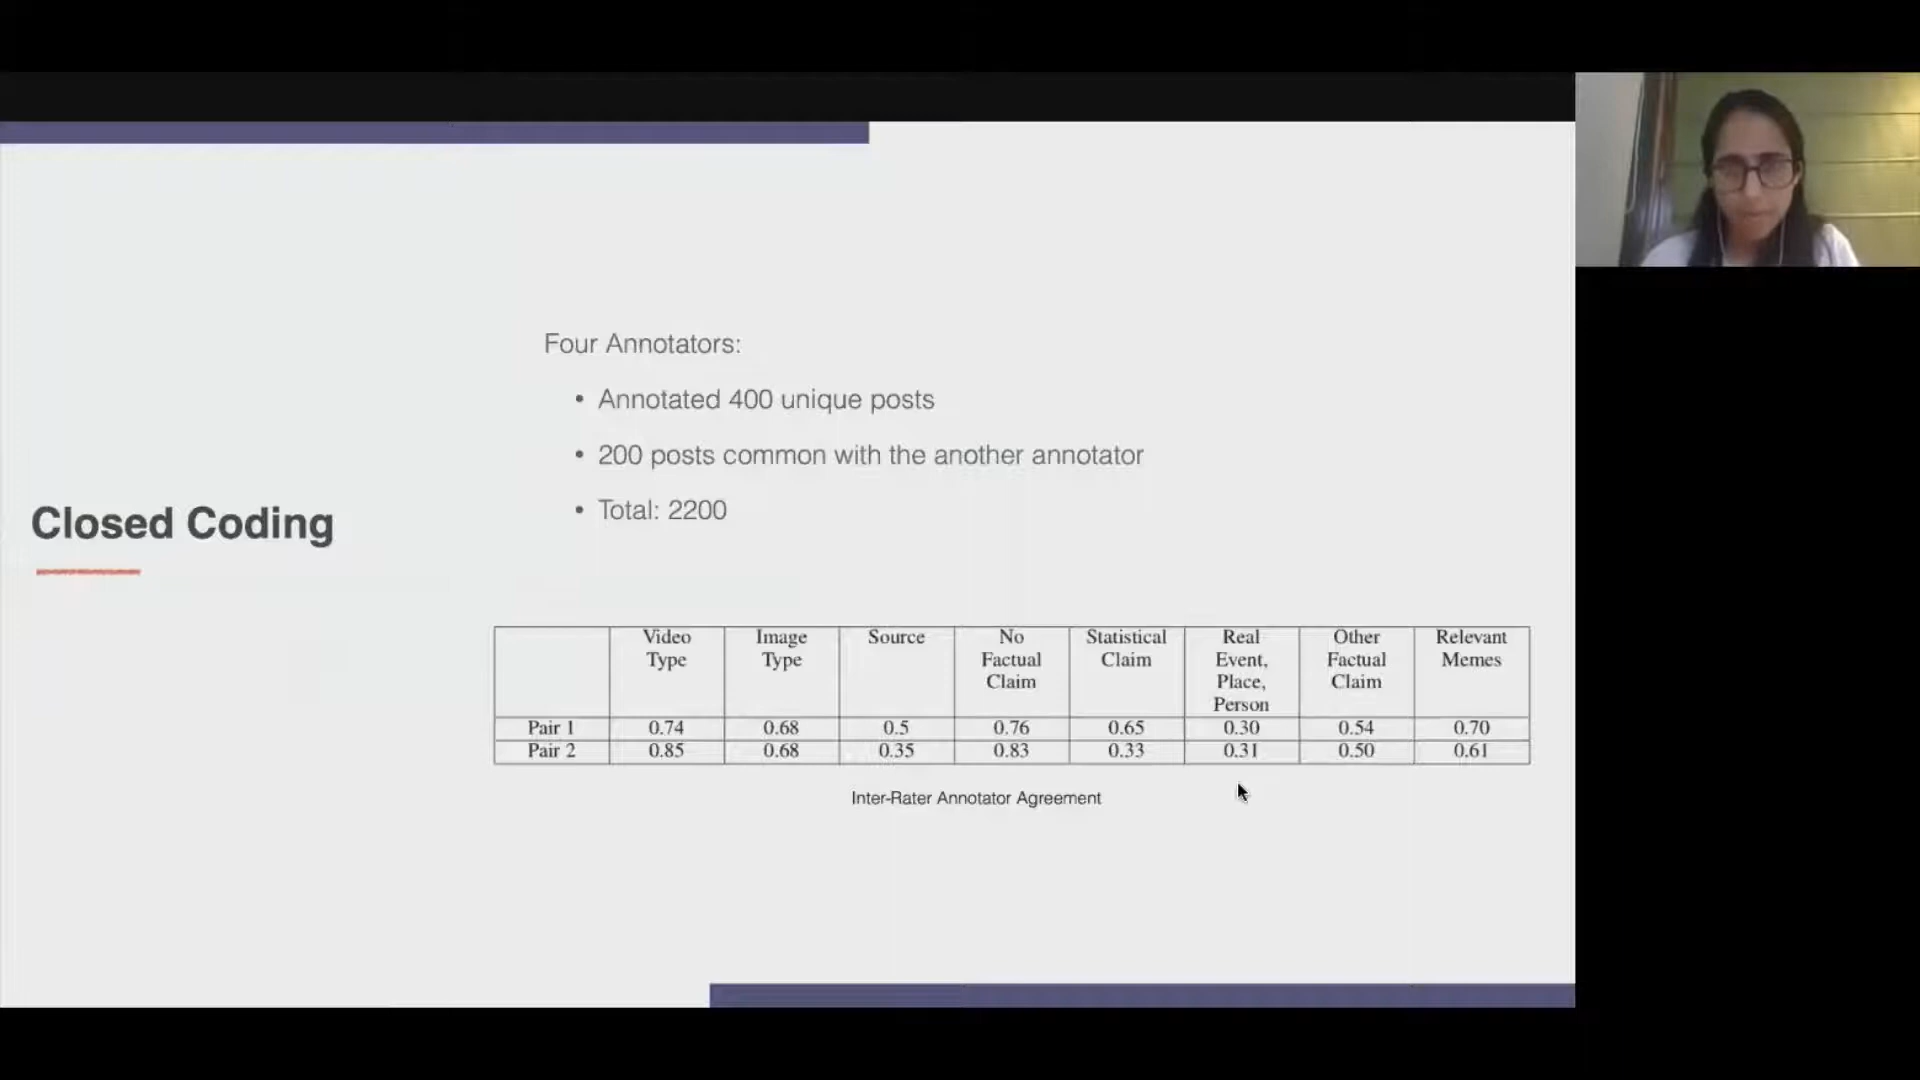 Closed Coding
Four Annotators:
• Annotated 400 unique posts
• 200 posts common with the another annotator
• Total: 2200
Video Type Image Type Source No Factual Claim Statistical Claim Real Event, Place, Person Other Factual Claim Relevant Memes
Pair 1 0.74 0.68 0.5 0.76 0.65 0.30 0.54 0.70
Pair 2 0.85 0.68 0.35 0.83 0.33 0.31 0.50 0.61
Inter-Rater Annotator Agreement